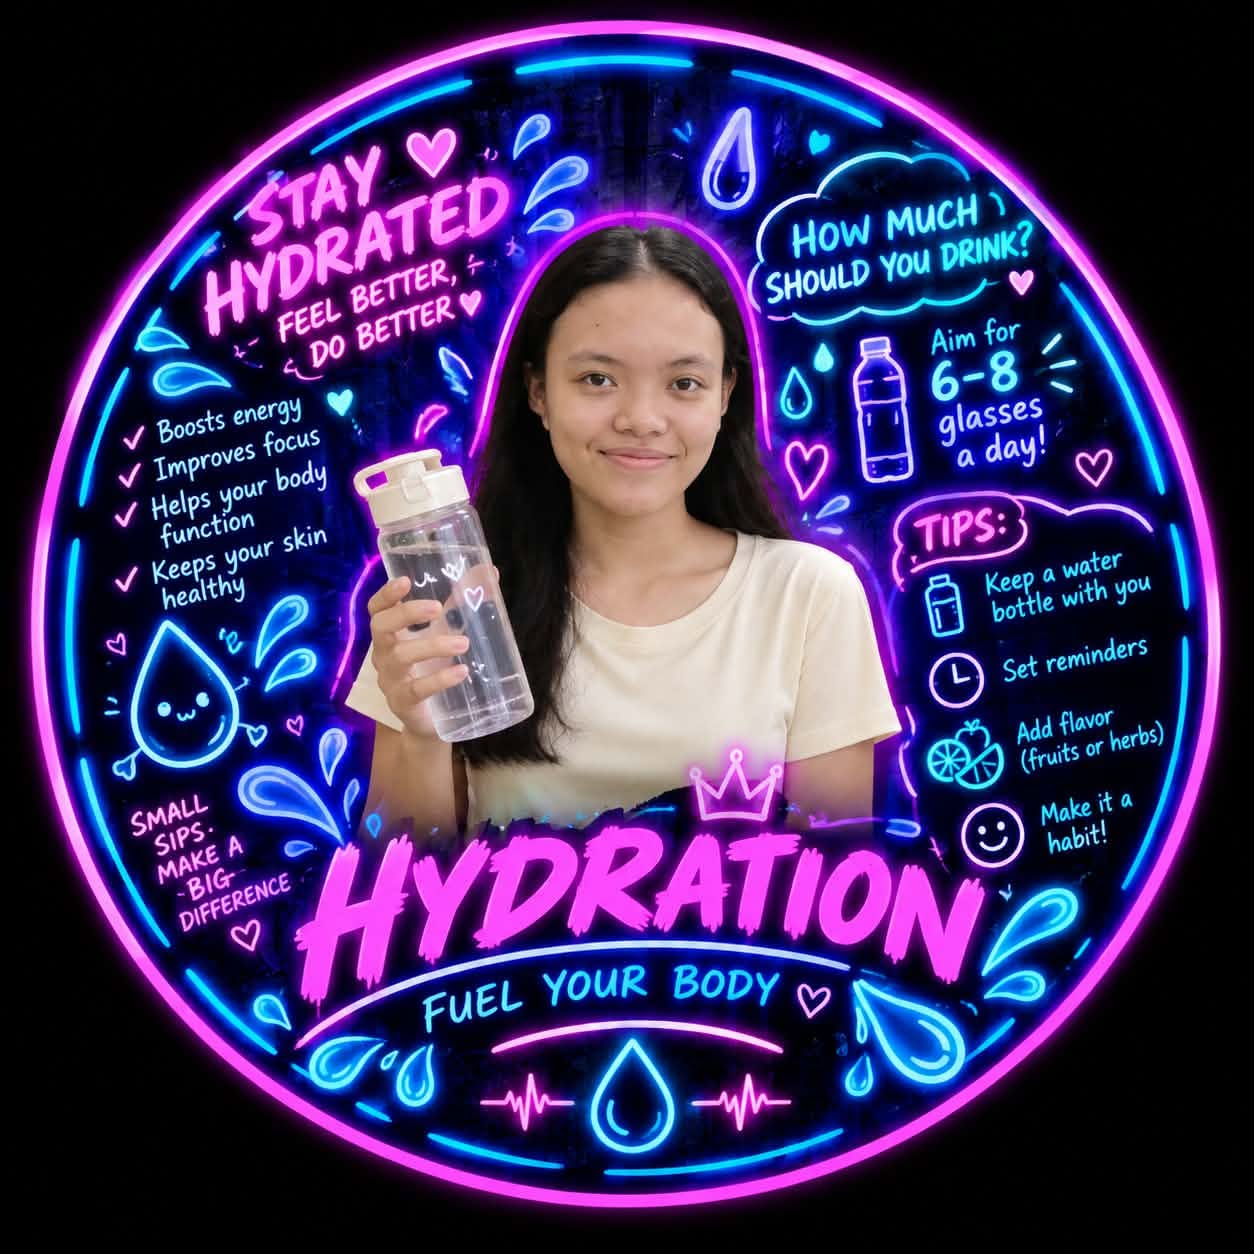 STAY
HYDRATED
FEEL BETTER,
DO BETTER
Boosts energy
Improves focus
Helps your body
function
Keeps your skin
healthy
SMALL
SIPS.
MAKE A
BIG
DIFFERENCE
HOW MUCH
SHOULD YOU DRINK?
Aim for
6-8
glasses
a day!
TIPS:
Keep a water
bottle with you
Set reminders
Add flavor
(fruits or herbs)
Make it a
habit!
HYDRATION
FUEL YOUR BODY